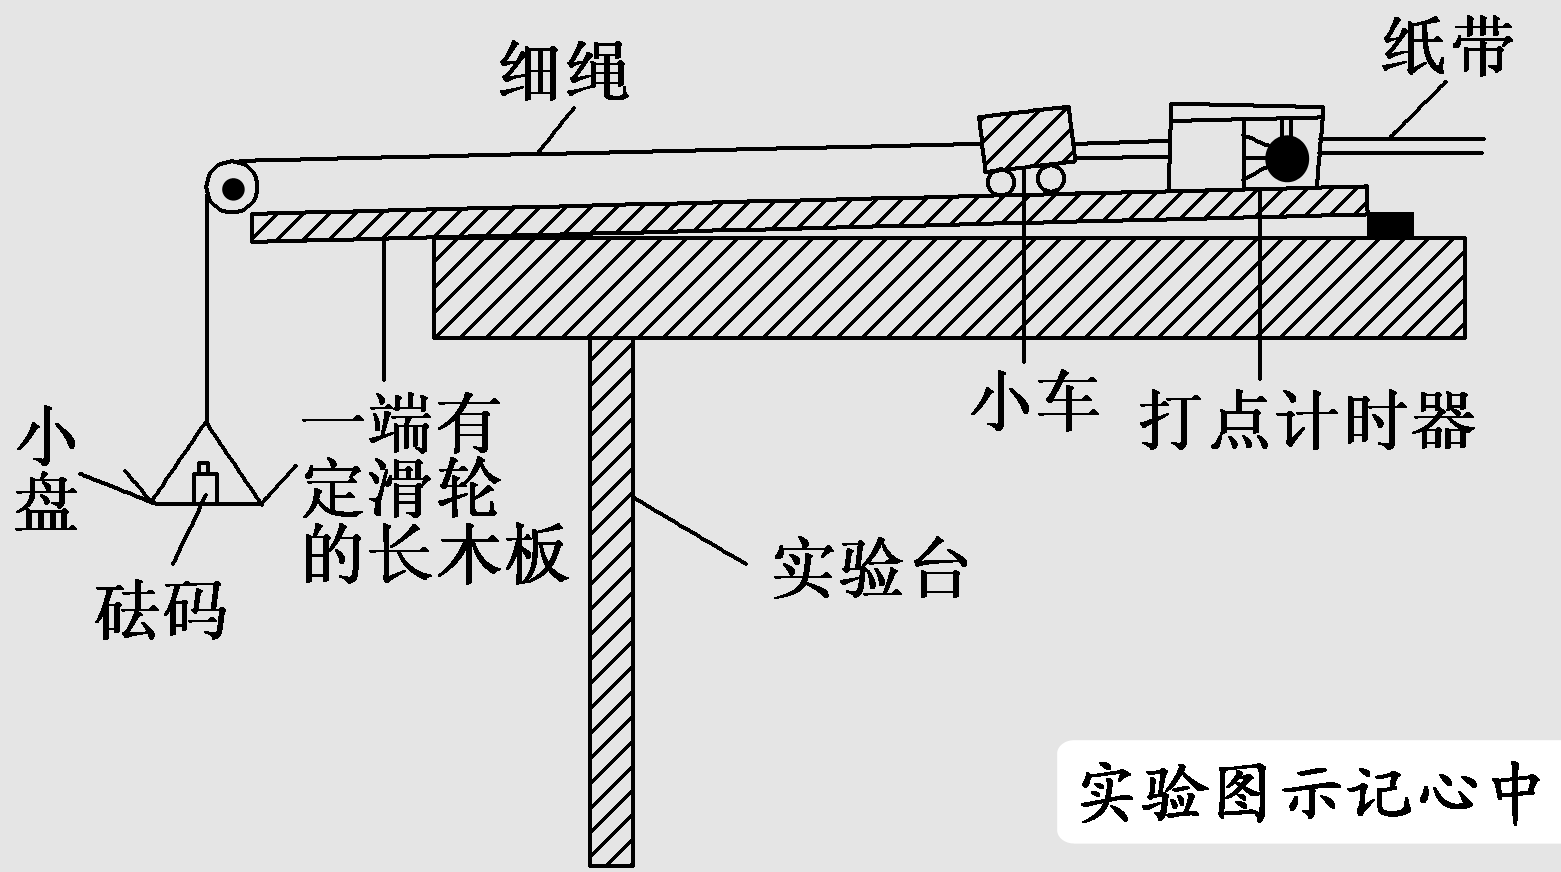 纸带
细绳
小车
打点计时器
小
盘
一端有
定滑轮
的长木板
砝码
实验台
实验图示记心中